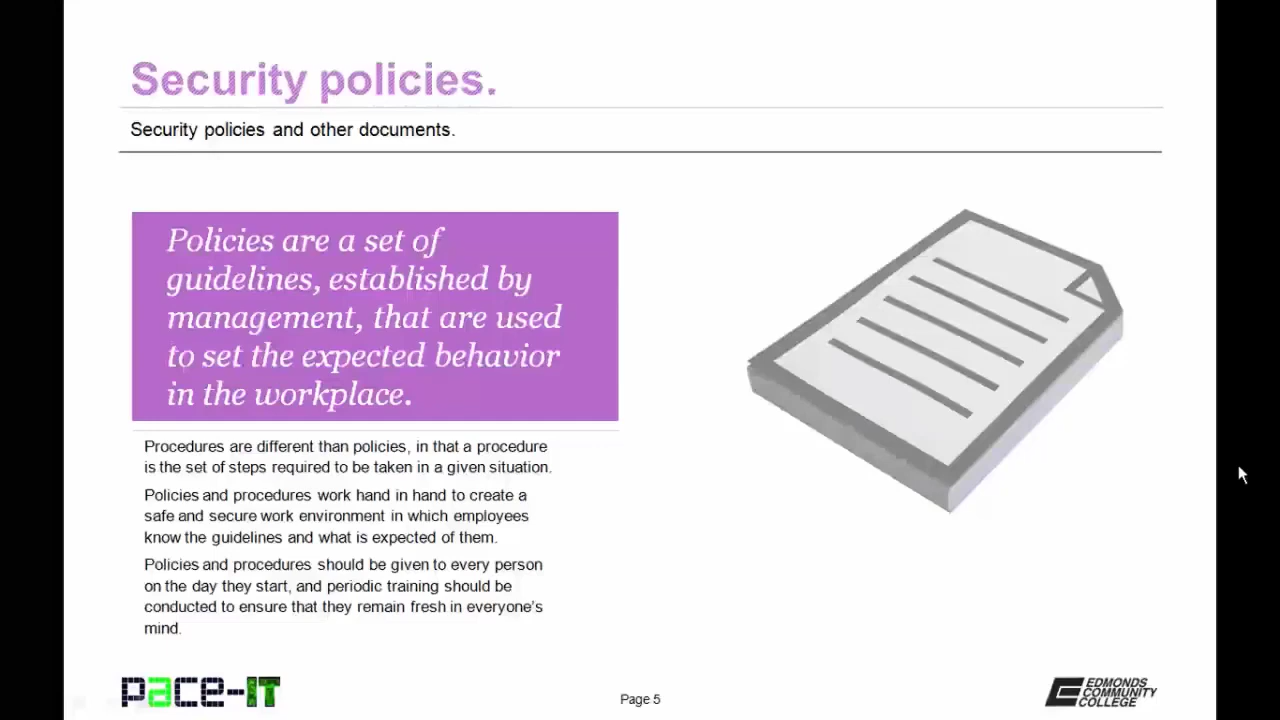 Security policies.
Security policies and other documents.
Policies are a set of
guidelines, established by
management, that are used
to set the expected behavior
in the workplace.
Procedures are different than policies, in that a procedure
is the set of steps required to be taken in a given situation.
Policies and procedures work hand in hand to create a
safe and secure work environment in which employees
know the guidelines and what is expected of them.
Policies and procedures should be given to every person
on the day they start, and periodic training should be
conducted to ensure that they remain fresh in everyone's
mind.
pace-IT
Page 5
EDMONDS
COMMUNITY
COLLEGE